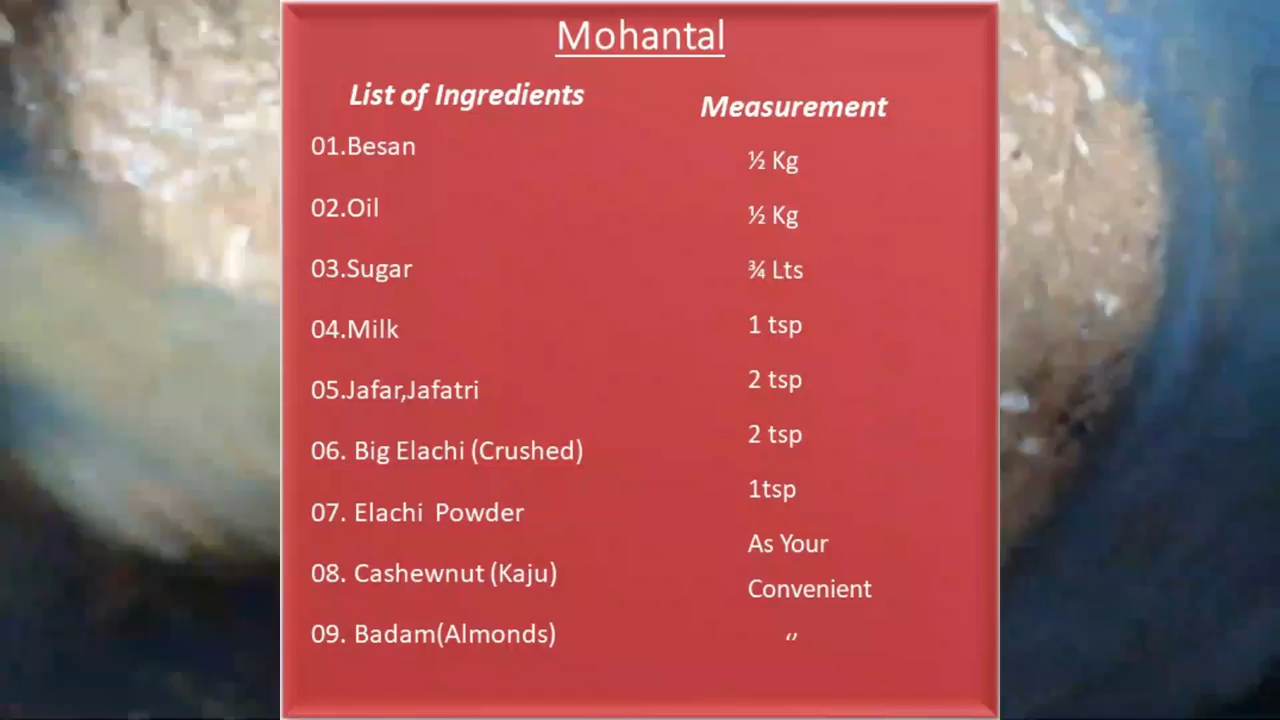 Mohantal
List of Ingredients
01.Besan
02.Oil
03.Sugar
04.Milk
05.Jafar,Jafatri
06. Big Elachi (Crushed)
07. Elachi Powder
08. Cashewnut (Kaju)
09. Badam(Almonds)
Measurement
½ Kg
½ Kg
¾ Lts
1 tsp
2 tsp
2 tsp
1tsp
As Your
Convenient
‘’